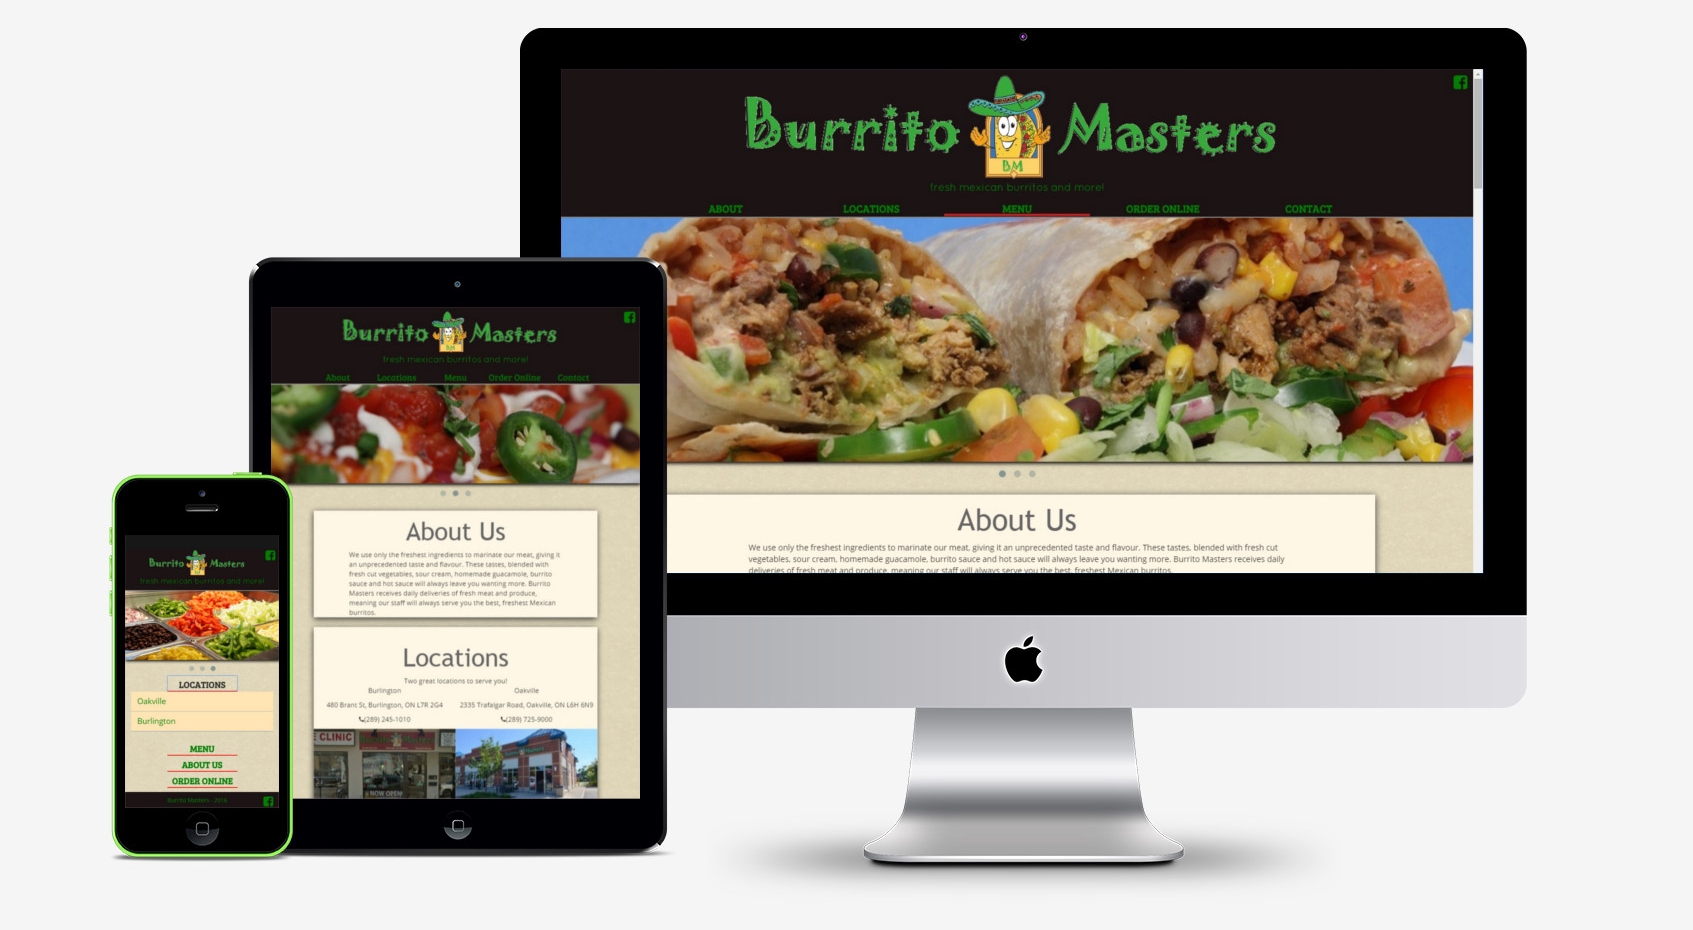 Burrito Masters
BM
fresh mexican burritos and more!
ABOUT LOCATIONS MENU ORDER ONLINE CONTACT
About Us
We use only the freshest ingredients to marinate our meat, giving it an unprecedented taste and flavour. These tastes, blended with fresh cut
vegetables, sour cream, homemade guacamole, burrito sauce and hot sauce will always leave you wanting more. Burrito Masters receives daily
deliveries of fresh meat and produce, meaning our staff will always serve you the best, freshest Mexican burritos.
Burrito Masters
BM
fresh mexican burritos and more!
About Locations Menu Order Online Contact
About Us
We use only the freshest ingredients to marinate our meat, giving it
an unprecedented taste and flavour. These tastes, blended with
fresh cut vegetables, sour cream, homemade guacamole, burrito
sauce and hot sauce will always leave you wanting more. Burrito
Masters receives daily deliveries of fresh meat and produce,
meaning our staff will always serve you the best, freshest Mexican
burritos.
Locations
Two great locations to serve you!
Burlington Oakville
480 Brant St, Burlington, ON L7R 2G4 2335 Trafalgar Road, Oakville, ON L6H 6N9
(289) 245-1010 (289) 725-9000
E CLINIC
Burrito Masters
NOW OPEN
Burrito Masters
fresh mexican burritos and more!
LOCATIONS
Oakville
Burlington
MENU
ABOUT US
ORDER ONLINE
Burrito Masters - 2016